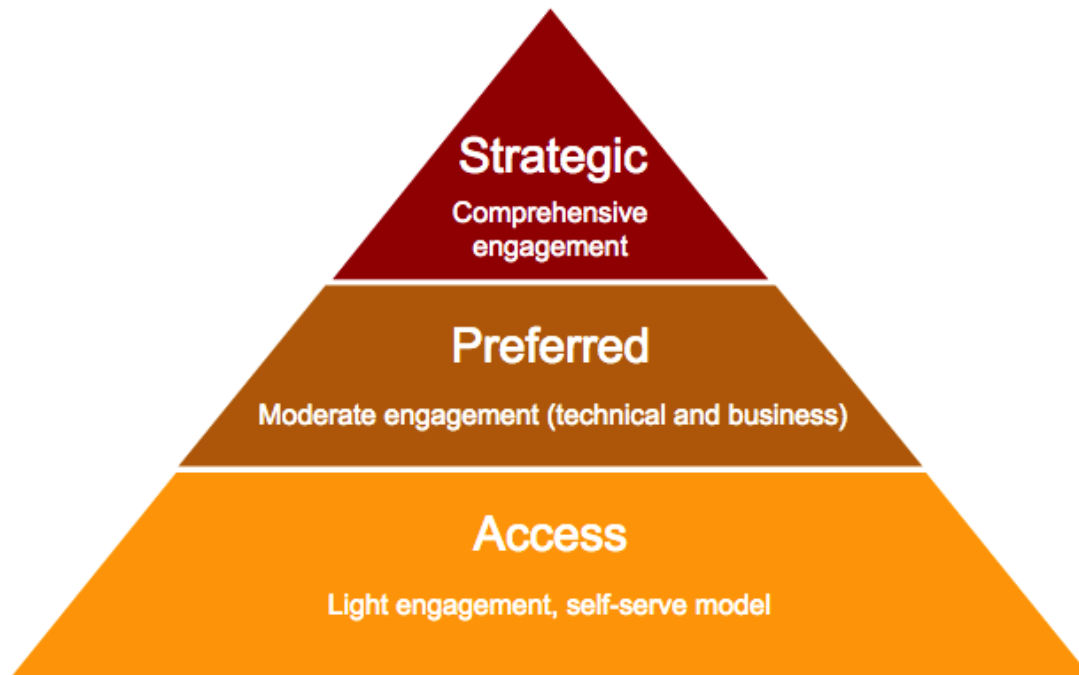 Strategic
Comprehensive
engagement
Preferred
Moderate engagement (technical and business)
Access
Light engagement, self-serve model